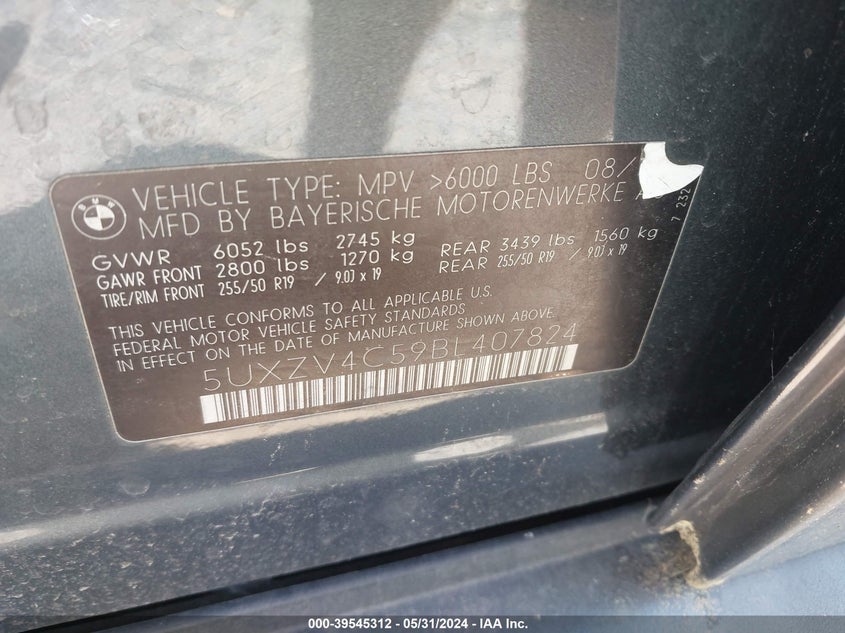 BMW
VEHICLE TYPE: MPV >6000 LBS 08/
MFD BY BAYERISCHE MOTORENWERKE A
GVWR 6052 lbs 2745 kg
GAWR FRONT 2800 lbs 1270 kg REAR 3439 lbs 1560 kg
TIRE/RIM FRONT 255/50 R19 / 9.0J x 19 REAR 255/50 R19 / 9.0J x 19
THIS VEHICLE CONFORMS TO ALL APPLICABLE U.S.
FEDERAL MOTOR VEHICLE SAFETY STANDARDS
IN EFFECT ON THE DATE OF MANUFACTURE SHOWN ABOVE.
5UXZV4C59BL407824
7 232
000-39545312 - 05/31/2024 - IAA Inc.